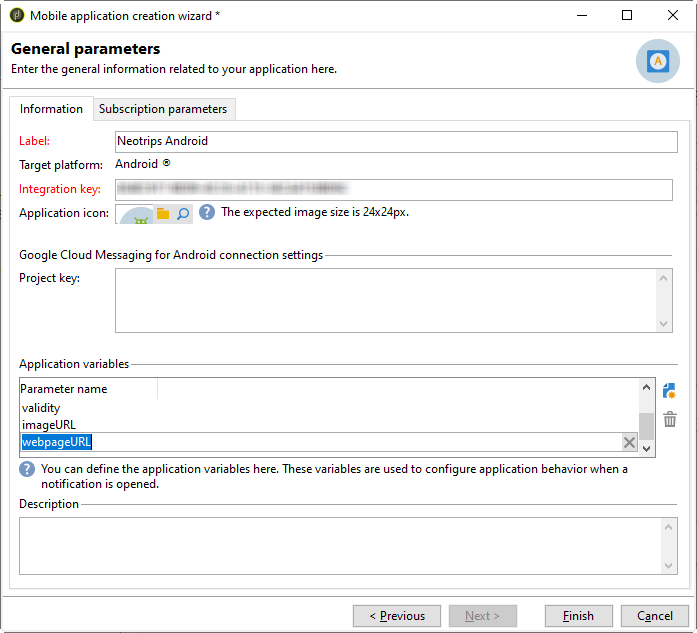 Mobile application creation wizard *
General parameters
Enter the general information related to your application here.
A
Information
Subscription parameters
Label:
Neotrips Android
Target platform:
Android ®
Integration key:
Application icon:
? The expected image size is 24x24px.
Google Cloud Messaging for Android connection settings
Project key:
Application variables
Parameter name
validity
imageURL
webpageURL
? You can define the application variables here. These variables are used to configure application behavior when a
notification is opened.
Description
< Previous
Next >
Finish
Cancel